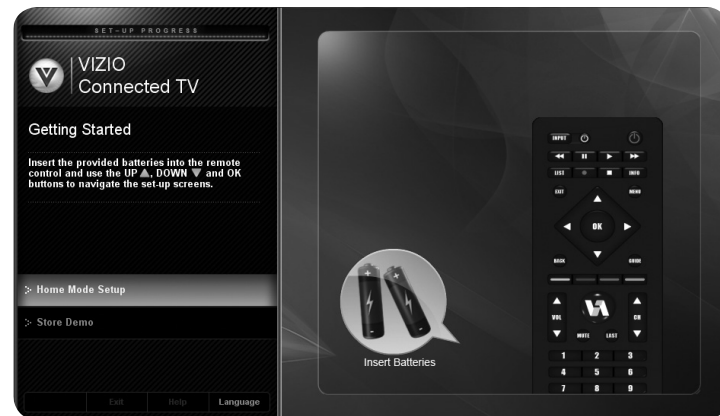 SET-UP PROGRESS
VIZIO
Connected TV
Getting Started
Insert the provided batteries into the remote
control and use the UP ▲, DOWN ▼ and OK
buttons to navigate the set-up screens.
Home Mode Setup
Store Demo
Exit Help Language
Insert Batteries
INPUT
LIST INFO
EXIT MENU
OK
BACK GUIDE
VOL CH
MUTE LAST
1 2 3
4 5 6
7 8 9